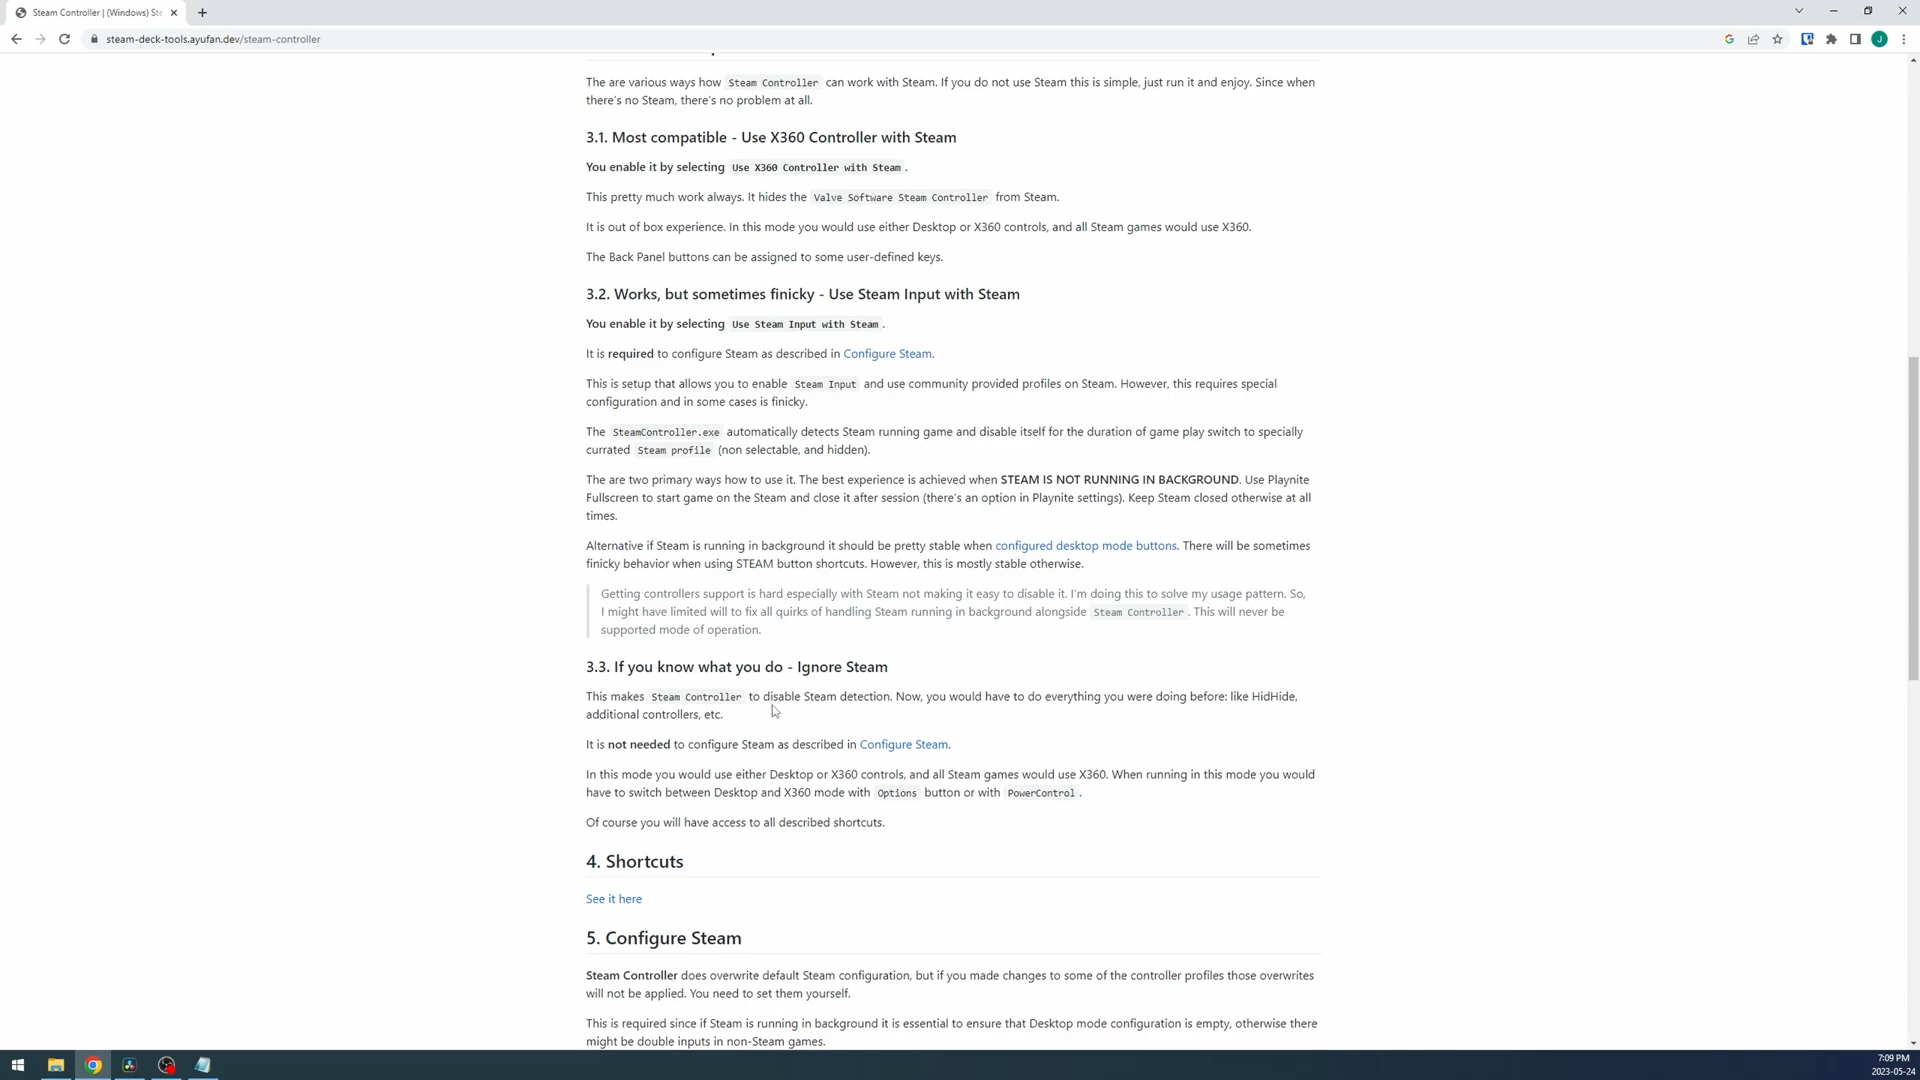 Steam Controller | (Windows) Ste
steam-deck-tools.ayufan.dev/steam-controller
The are various ways how Steam Controller can work with Steam. If you do not use Steam this is simple, just run it and enjoy. Since when
there's no Steam, there's no problem at all.
3.1. Most compatible - Use X360 Controller with Steam
You enable it by selecting Use X360 Controller with Steam.
This pretty much work always. It hides the Valve Software Steam Controller from Steam.
It is out of box experience. In this mode you would use either Desktop or X360 controls, and all Steam games would use X360.
The Back Panel buttons can be assigned to some user-defined keys.
3.2. Works, but sometimes finicky - Use Steam Input with Steam
You enable it by selecting Use Steam Input with Steam.
It is required to configure Steam as described in Configure Steam.
This is setup that allows you to enable Steam Input and use community provided profiles on Steam. However, this requires special
configuration and in some cases is finicky.
The SteamController.exe automatically detects Steam running game and disable itself for the duration of game play switch to specially
currated Steam profile (non selectable, and hidden).
The are two primary ways how to use it. The best experience is achieved when STEAM IS NOT RUNNING IN BACKGROUND. Use Playnite
Fullscreen to start game on the Steam and close it after session (there's an option in Playnite settings). Keep Steam closed otherwise at all
times.
Alternative if Steam is running in background it should be pretty stable when configured desktop mode buttons. There will be sometimes
finicky behavior when using STEAM button shortcuts. However, this is mostly stable otherwise.
Getting controllers support is hard especially with Steam not making it easy to disable it. I'm doing this to solve my usage pattern. So,
I might have limited will to fix all quirks of handling Steam running in background alongside Steam Controller. This will never be
supported mode of operation.
3.3. If you know what you do - Ignore Steam
This makes Steam Controller to disable Steam detection. Now, you would have to do everything you were doing before: like HidHide,
additional controllers, etc.
It is not needed to configure Steam as described in Configure Steam.
In this mode you would use either Desktop or X360 controls, and all Steam games would use X360. When running in this mode you would
have to switch between Desktop and X360 mode with Options button or with PowerControl.
Of course you will have access to all described shortcuts.
4. Shortcuts
See it here
5. Configure Steam
Steam Controller does overwrite default Steam configuration, but if you made changes to some of the controller profiles those overwrites
will not be applied. You need to set them yourself.
This is required since if Steam is running in background it is essential to ensure that Desktop mode configuration is empty, otherwise there
might be double inputs in non-Steam games.
7:09 PM
2023-05-24